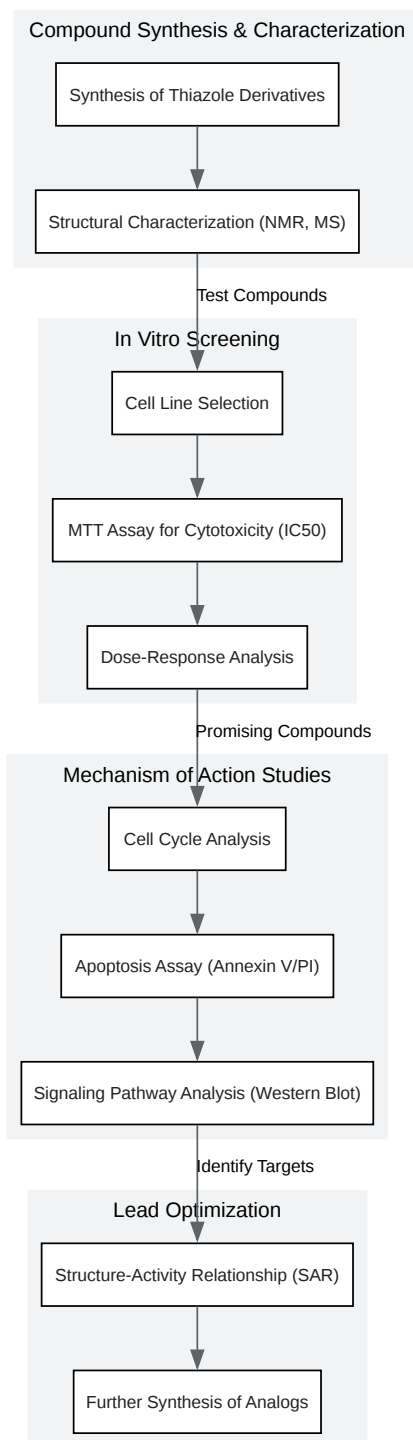 Compound Synthesis & Characterization
Synthesis of Thiazole Derivatives
Structural Characterization (NMR, MS)
Test Compounds
In Vitro Screening
Cell Line Selection
MTT Assay for Cytotoxicity (IC50)
Dose-Response Analysis
Promising Compounds
Mechanism of Action Studies
Cell Cycle Analysis
Apoptosis Assay (Annexin V/PI)
Signaling Pathway Analysis (Western Blot)
Identify Targets
Lead Optimization
Structure-Activity Relationship (SAR)
Further Synthesis of Analogs